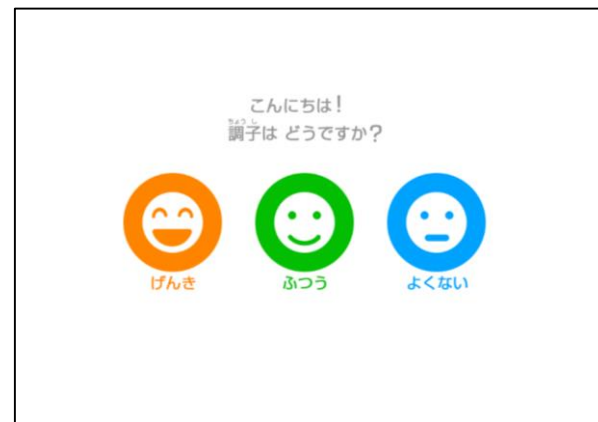 こんにちは!
調子は どうですか?
げんき
ふつう
よくない